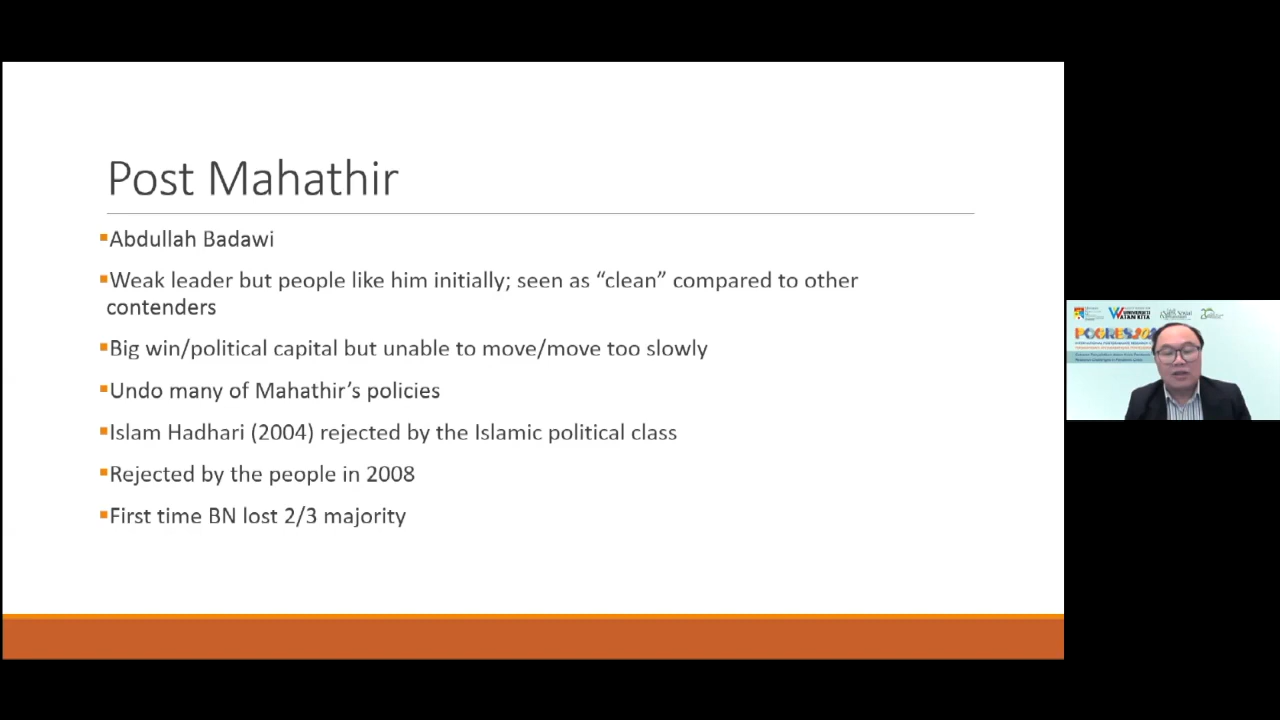 Post Mahathir
▪Abdullah Badawi
▪Weak leader but people like him initially; seen as “clean” compared to other
contenders
▪Big win/political capital but unable to move/move too slowly
▪Undo many of Mahathir’s policies
▪Islam Hadhari (2004) rejected by the Islamic political class
▪Rejected by the people in 2008
▪First time BN lost 2/3 majority